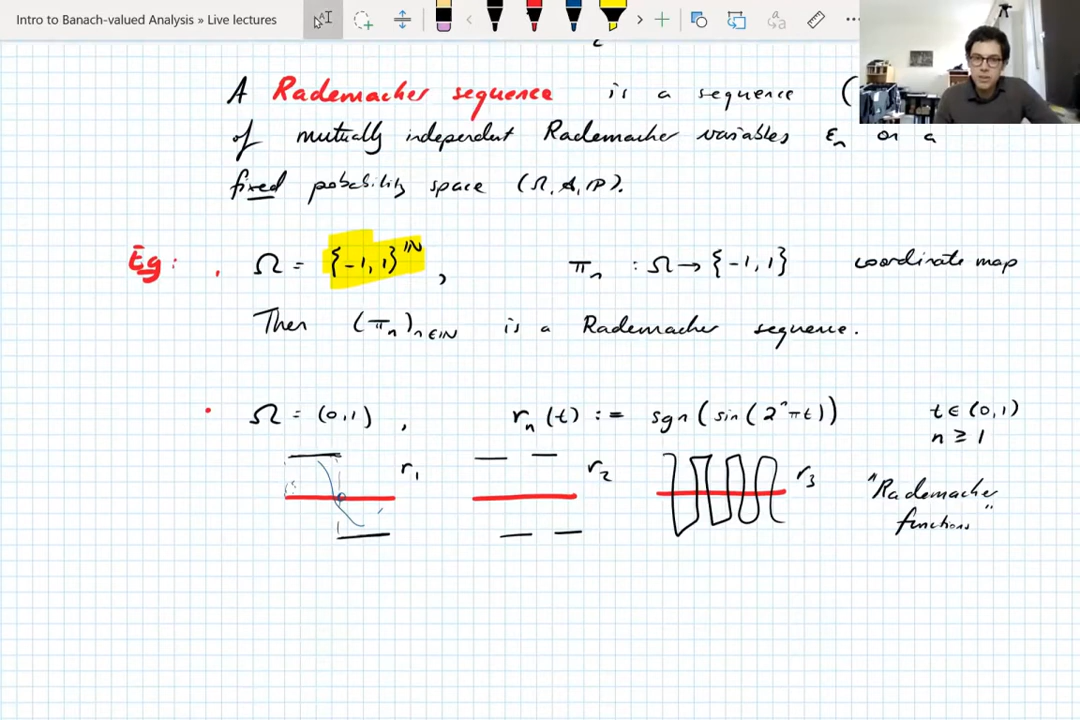 Intro to Banach-valued Analysis » Live lectures
A Rademacher sequence is a sequence (
of mutually independent Rademacher variables εₙ on a
fixed probability space (Ω, A, P).
Eg: · Ω = {-1, 1}^ℕ , πₙ : Ω → {-1, 1} coordinate map
Then (πₙ)ₙ∈ℕ is a Rademacher sequence.
· Ω = (0,1) , rₙ(t) := sgn(sin(2ⁿπt)) t ∈ (0,1)
n ≥ 1
r₁ r₂ r₃
"Rademacher
functions"